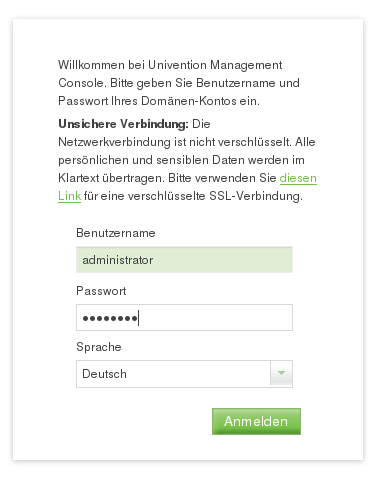 Willkommen bei Univention Management
Console. Bitte geben Sie Benutzername und
Passwort Ihres Domänen-Kontos ein.
Unsichere Verbindung: Die
Netzwerkverbindung ist nicht verschlüsselt. Alle
persönlichen und sensiblen Daten werden im
Klartext übertragen. Bitte verwenden Sie diesen
Link für eine verschlüsselte SSL-Verbindung.
Benutzername
administrator
Passwort
●●●●●●●●
Sprache
Deutsch
Anmelden